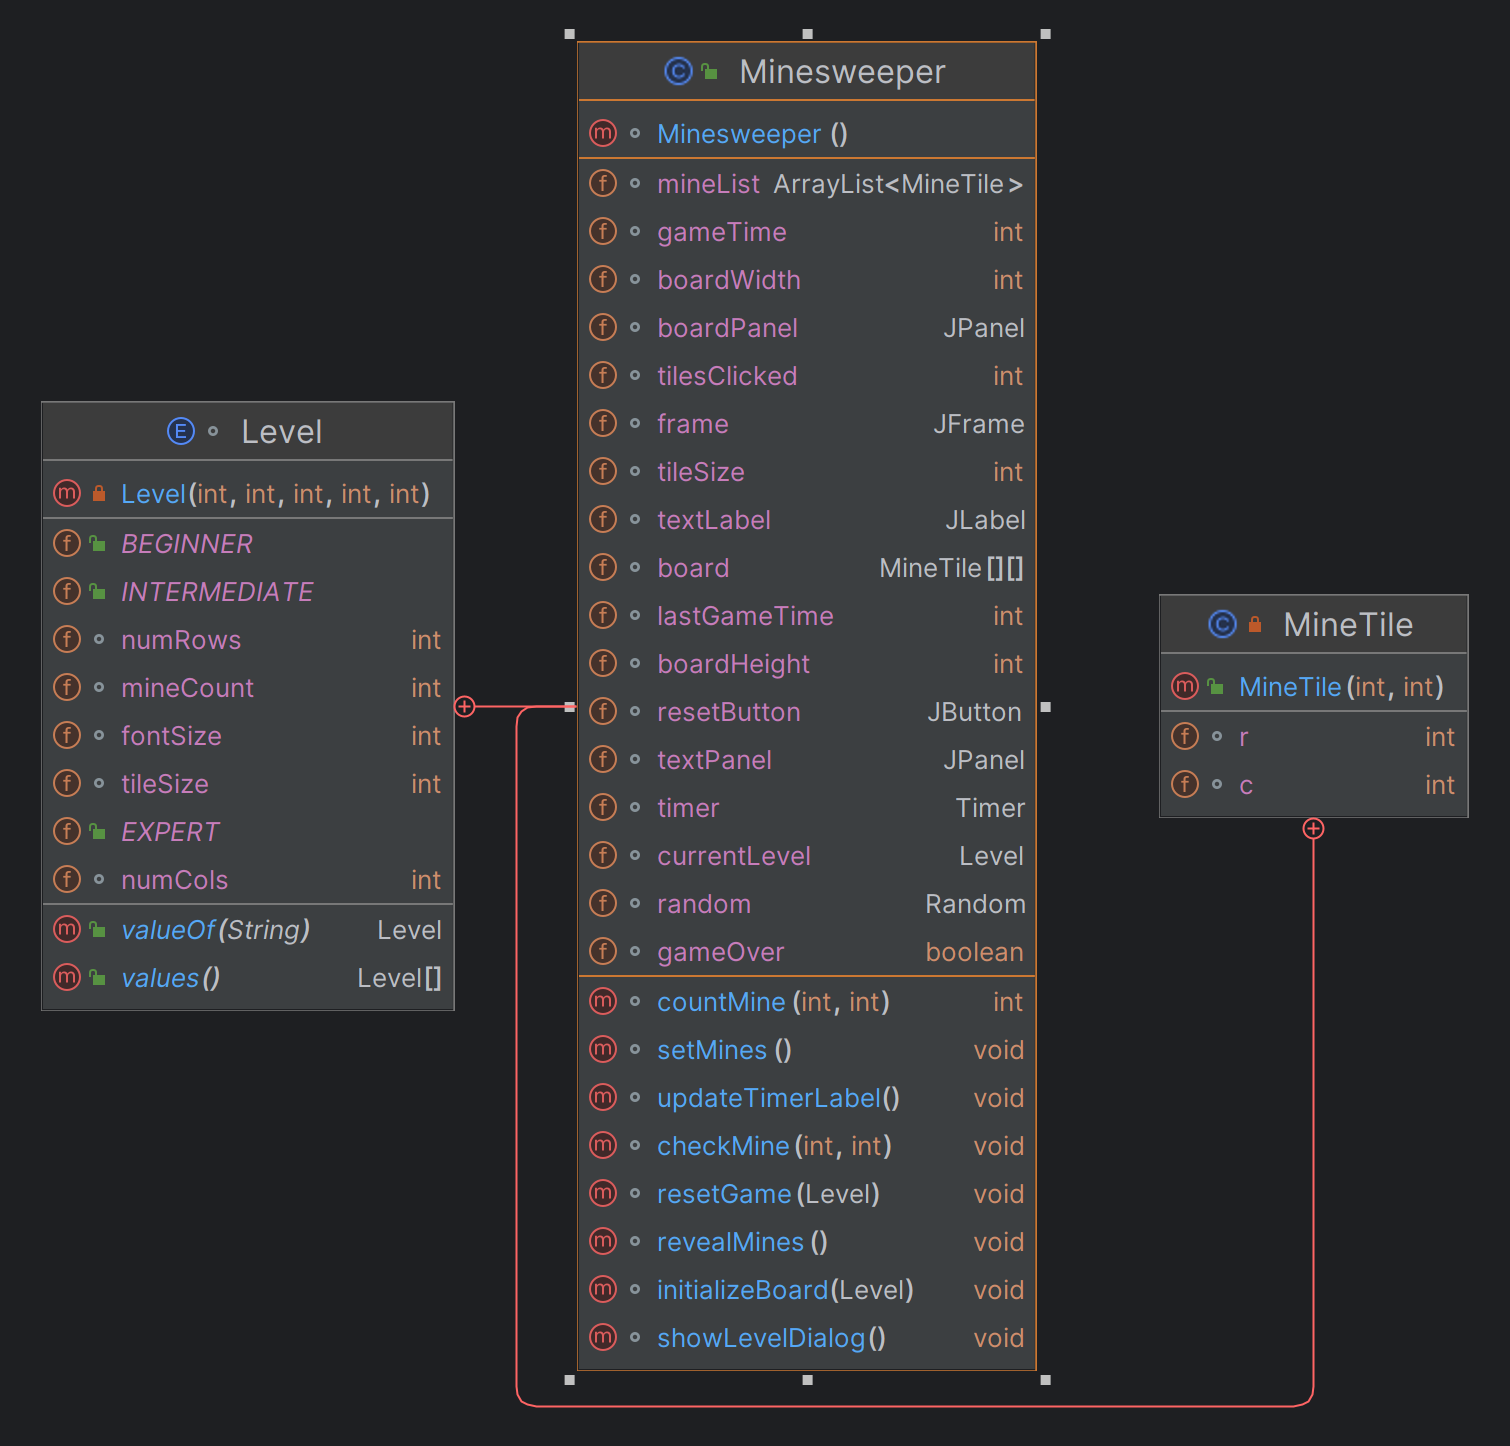 Level
Level(int, int, int, int, int)
BEGINNER
INTERMEDIATE
numRows int
mineCount int
fontSize int
tileSize int
EXPERT
numCols int
valueOf(String) Level
values() Level[]
Minesweeper
Minesweeper ()
mineList ArrayList<MineTile>
gameTime int
boardWidth int
boardPanel JPanel
tilesClicked int
frame JFrame
tileSize int
textLabel JLabel
board MineTile[][]
lastGameTime int
boardHeight int
resetButton JButton
textPanel JPanel
timer Timer
currentLevel Level
random Random
gameOver boolean
countMine(int, int) int
setMines() void
updateTimerLabel() void
checkMine(int, int) void
resetGame(Level) void
revealMines() void
initializeBoard(Level) void
showLevelDialog() void
MineTile
MineTile(int, int)
r int
c int